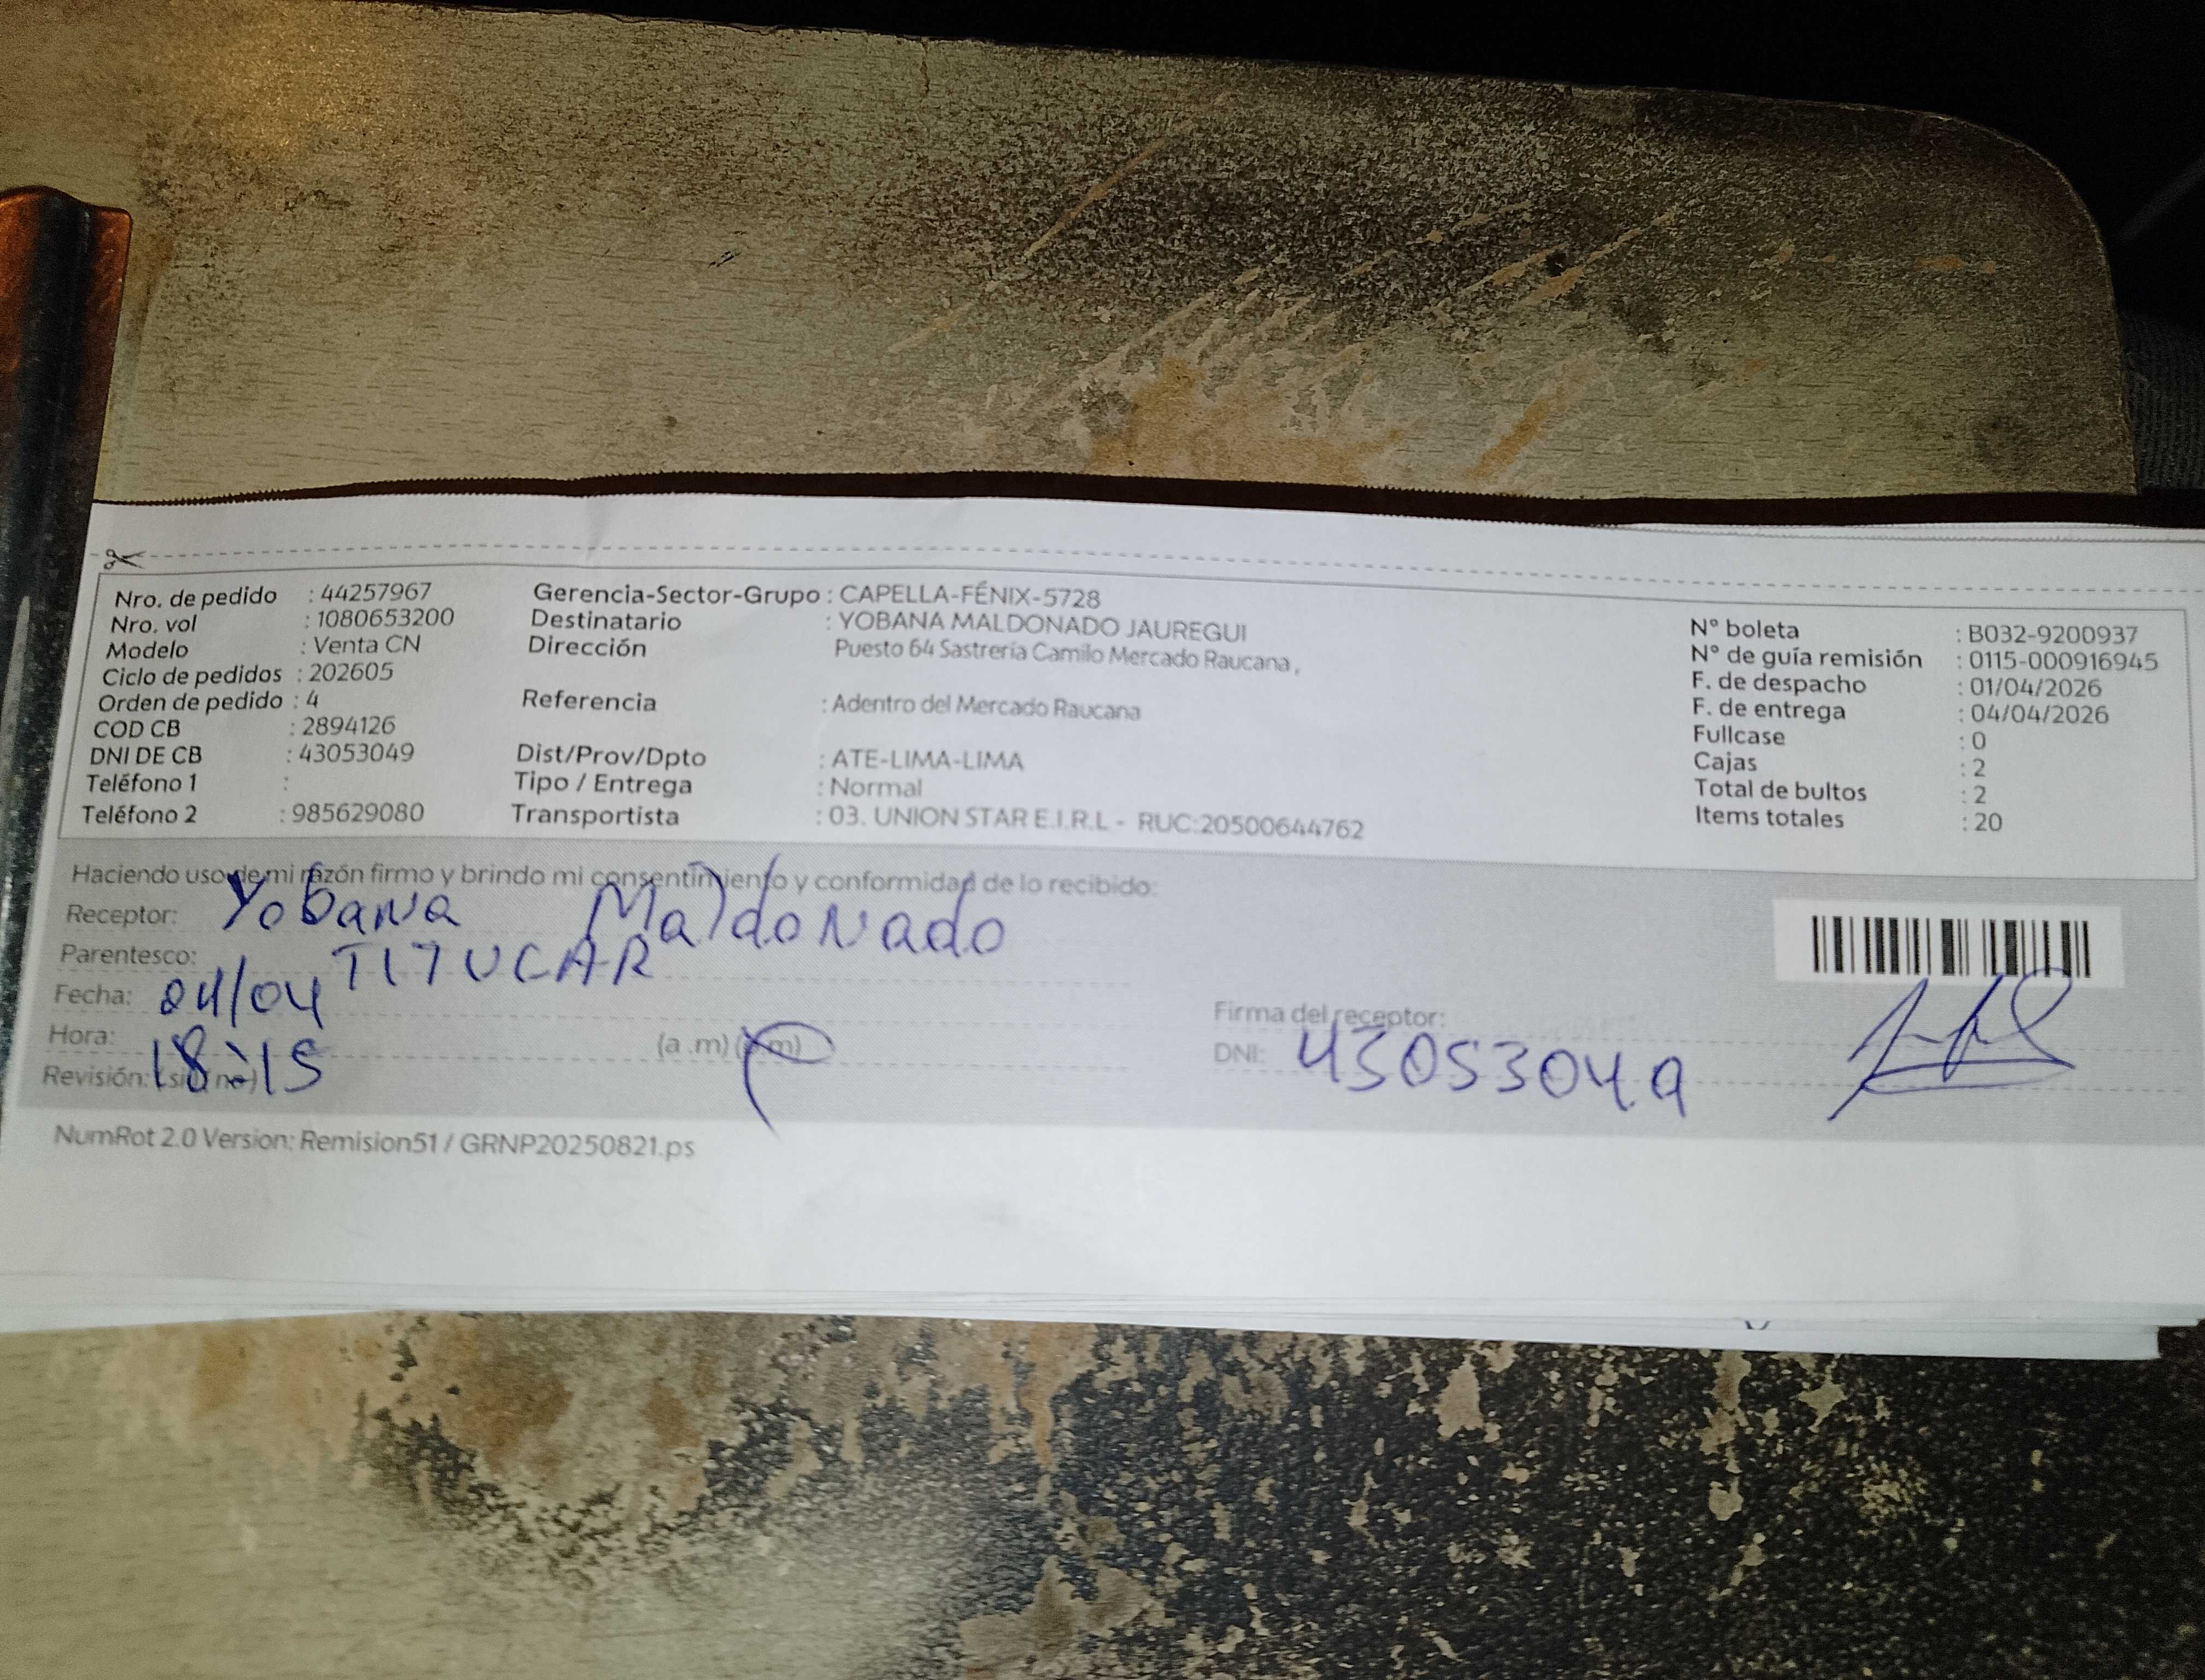 Nro. de pedido : 44257967
Nro. vol : 1080653200
Modelo : Venta CN
Ciclo de pedidos : 202605
Orden de pedido : 4
COD CB : 2894126
DNI DE CB : 43053049
Teléfono 1 :
Teléfono 2 : 985629080
Gerencia-Sector-Grupo : CAPELLA-FÉNIX-5728
Destinatario : YOBANA MALDONADO JAUREGUI
Dirección Puesto 64 Sastrería Camilo Mercado Raucana,
Referencia : Adentro del Mercado Raucana
Dist/Prov/Dpto : ATE-LIMA-LIMA
Tipo / Entrega : Normal
Transportista : 03. UNION STAR E.I.R.L - RUC:20500644762
N° boleta : B032-9200937
N° de guía remisión : 0115-000916945
F. de despacho : 01/04/2026
F. de entrega : 04/04/2026
Fullcase : 0
Cajas : 2
Total de bultos : 2
Items totales : 20
Haciendo uso de mi razón firmo y brindo mi consentimiento y conformidad de lo recibido:
Receptor: Yobana Maldonado
Parentesco: TITUCAR
Fecha: 04/04
Hora: 18:15 (a .m) (p.m)
Revisión: (si) (no)
Firma del receptor:
DNI: 43053049
NumRot 2.0 Version: Remision51 / GRNP20250821.ps